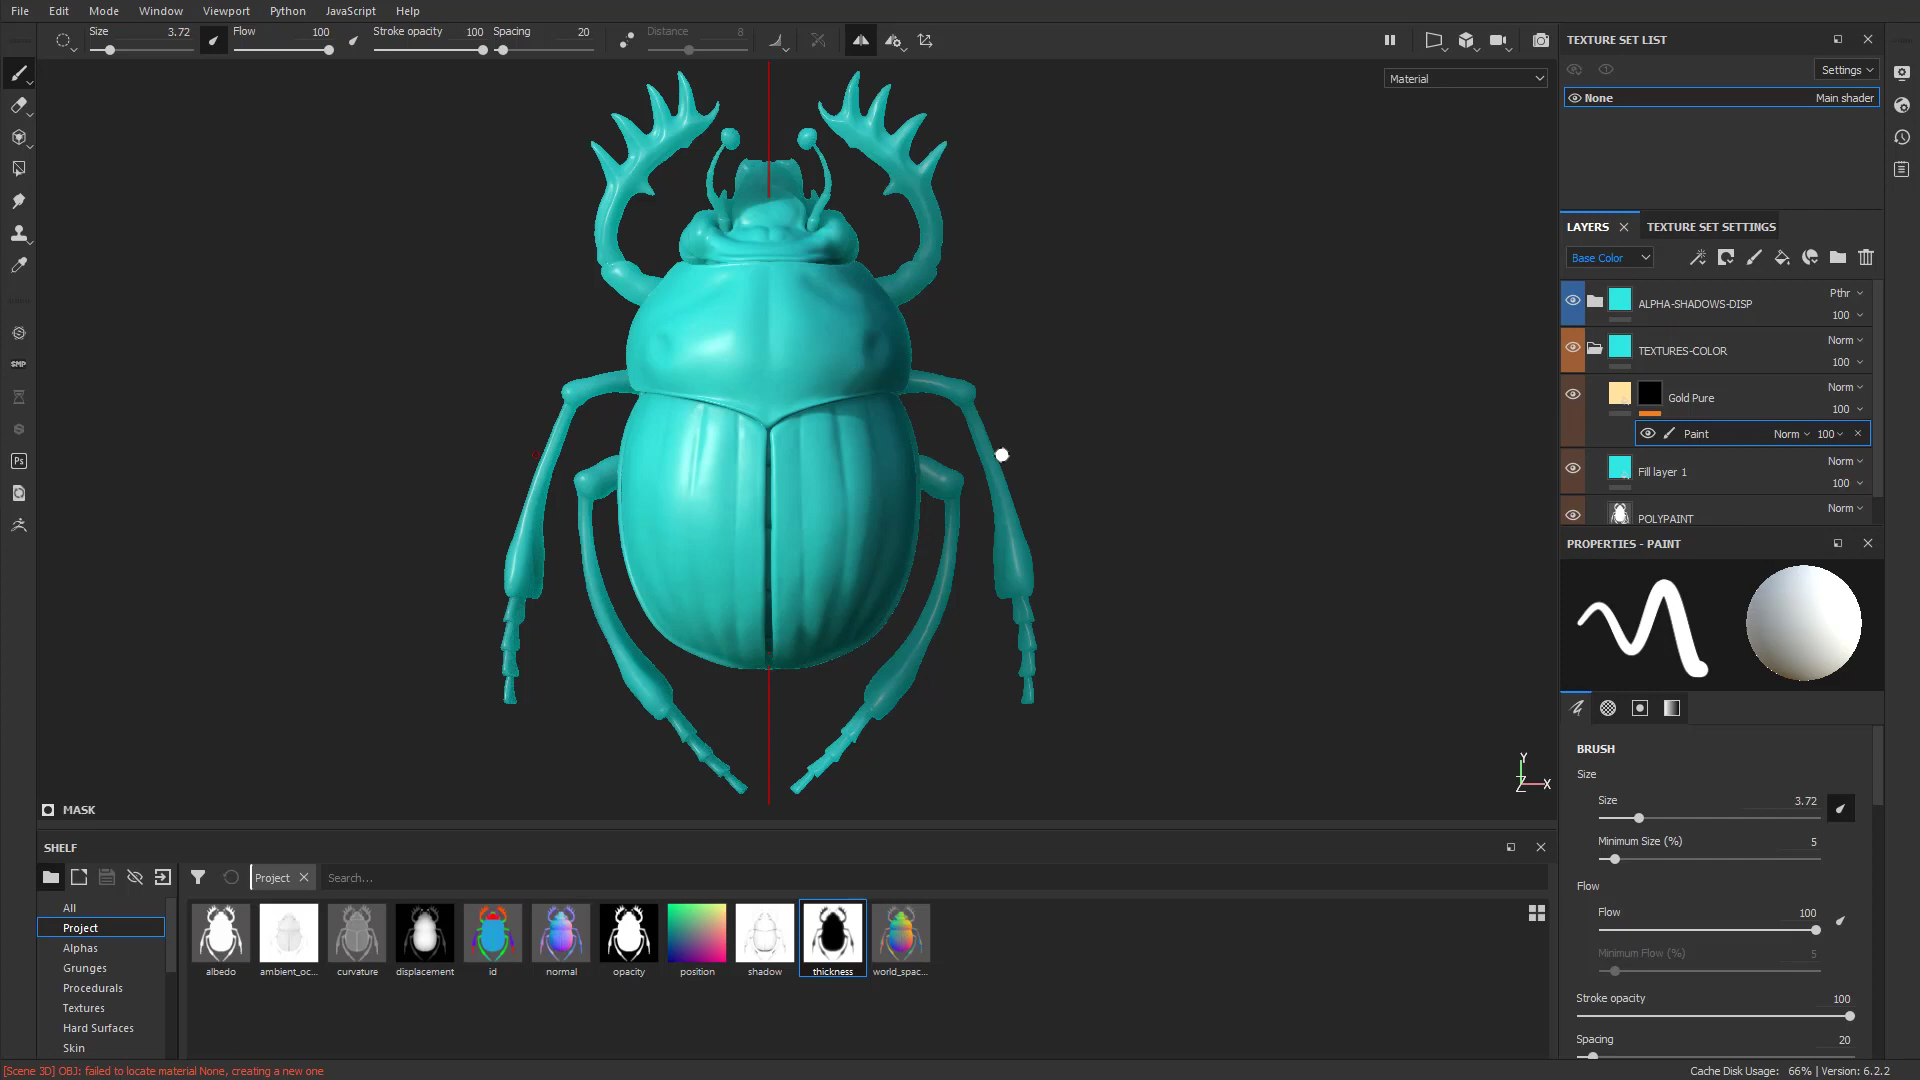 File Edit Mode Window Viewport Python JavaScript Help
Size 3.72 Flow 100 Stroke opacity 100 Spacing 20 Distance 8
TEXTURE SET LIST
Settings
Material
None Main shader
LAYERS TEXTURE SET SETTINGS
Base Color
Pthr
ALPHA-SHADOWS-DISP
100
Norm
TEXTURES-COLOR
100
Norm
Gold Pure
100
Paint Norm 100
Norm
Fill layer 1
100
Norm
POLYPAINT
SMP
Ps
PROPERTIES - PAINT
BRUSH
Size
Size 3.72
Minimum Size (%) 5
Flow
Flow 100
Minimum Flow (%) 5
Stroke opacity 100
Spacing 20
Y
Z X
MASK
SHELF
Project Search...
All
Project
Alphas
Grunges
Procedurals
Textures
Hard Surfaces
Skin
albedo ambient_oc... curvature displacement id normal opacity position shadow thickness world_spac...
[Scene 3D] OBJ: failed to locate material None, creating a new one
Cache Disk Usage: 66% | Version: 6.2.2